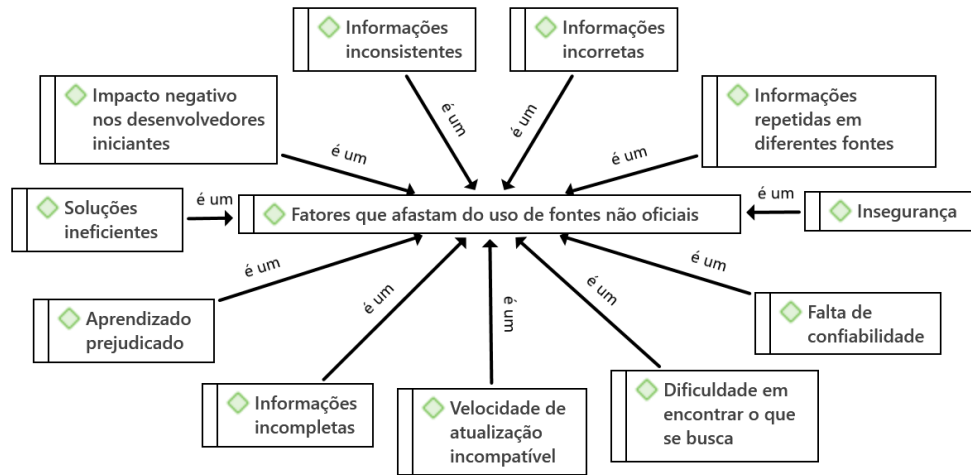 Informações
inconsistentes
Informações
incorretas
Impacto negativo
nos desenvolvedores
iniciantes
Informações
repetidas em
diferentes fontes
é um
é um
é um
é um
Soluções
ineficientes
é um
Fatores que afastam do uso de fontes não oficiais
é um
Insegurança
é um
é um
é um
é um
é um
Aprendizado
prejudicado
Falta de
confiabilidade
Informações
incompletas
Velocidade de
atualização
incompatível
Dificuldade em
encontrar o que
se busca